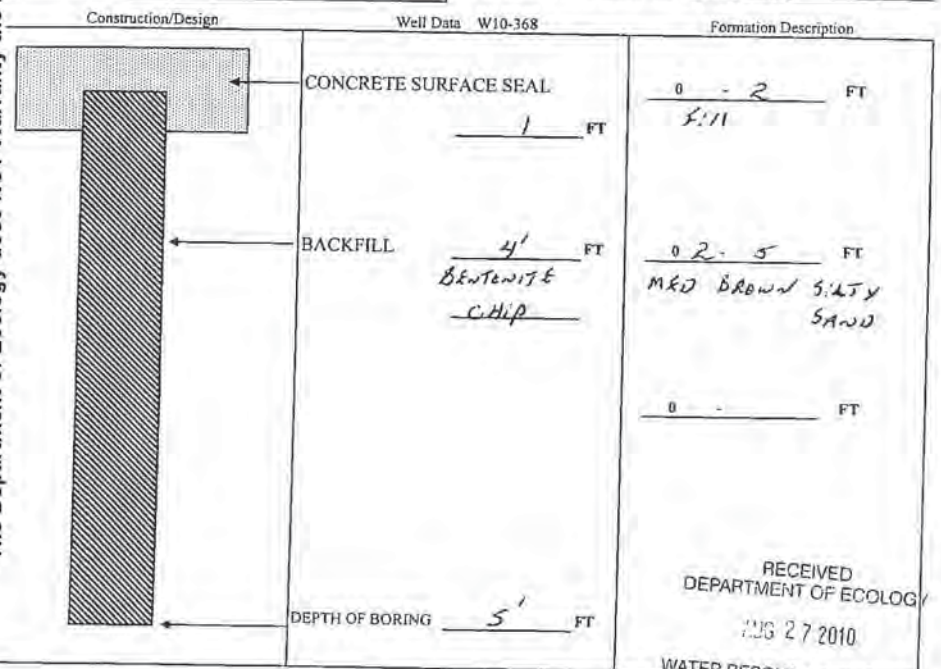 Construction/Design
Well Data W10-368
Formation Description
CONCRETE SURFACE SEAL
1 FT
0 - 2 FT
Fill
BACKFILL 4' FT
BENTONITE
CHIP
0 2 - 5 FT
MED BROWN SILTY
SAND
0 - - FT
DEPTH OF BORING 5' FT
RECEIVED
DEPARTMENT OF ECOLOGY
AUG 27 2010
WATER